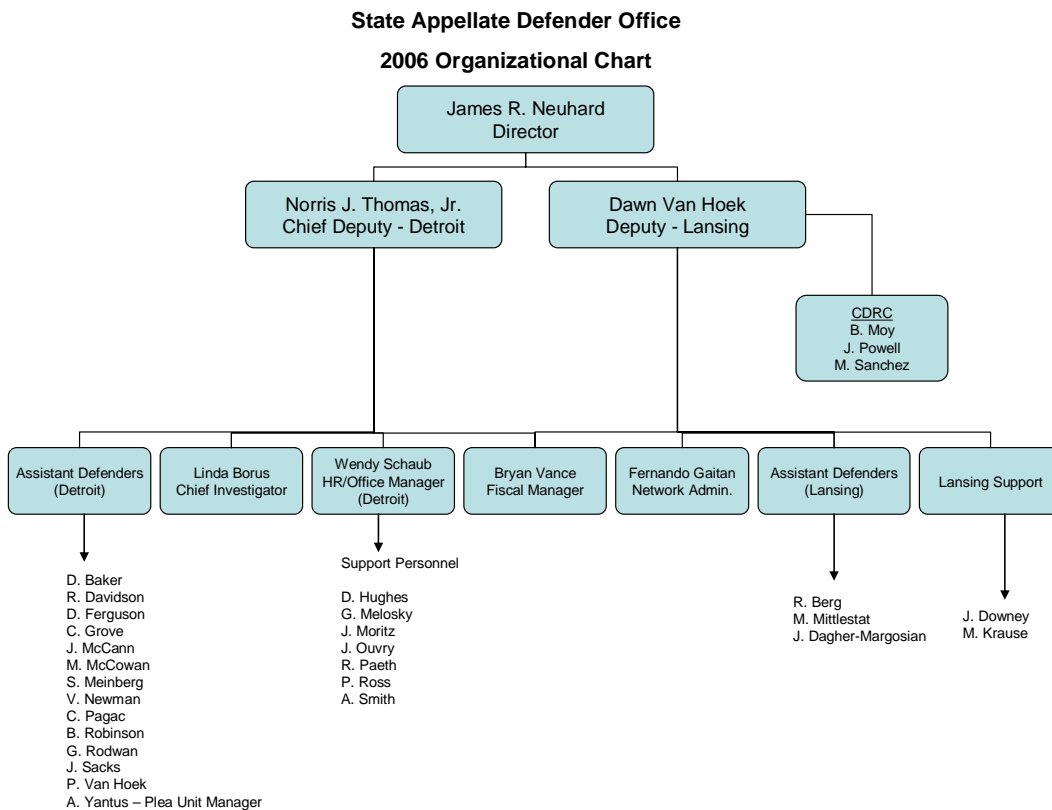 State Appellate Defender Office
2006 Organizational Chart
James R. Neuhard
Director
Norris J. Thomas, Jr.
Chief Deputy - Detroit
Dawn Van Hoek
Deputy - Lansing
CDRC
B. Moy
J. Powell
M. Sanchez
Assistant Defenders
(Detroit)
Linda Borus
Chief Investigator
Wendy Schaub
HR/Office Manager
(Detroit)
Bryan Vance
Fiscal Manager
Fernando Gaitan
Network Admin.
Assistant Defenders
(Lansing)
Lansing Support
D. Baker
R. Davidson
D. Ferguson
C. Grove
J. McCann
M. McCowan
S. Meinberg
V. Newman
C. Pagac
B. Robinson
G. Rodwan
J. Sacks
P. Van Hoek
A. Yantus – Plea Unit Manager
Support Personnel
D. Hughes
G. Melosky
J. Moritz
J. Ouvry
R. Paeth
P. Ross
A. Smith
R. Berg
M. Mittlestat
J. Dagher-Margosian
J. Downey
M. Krause